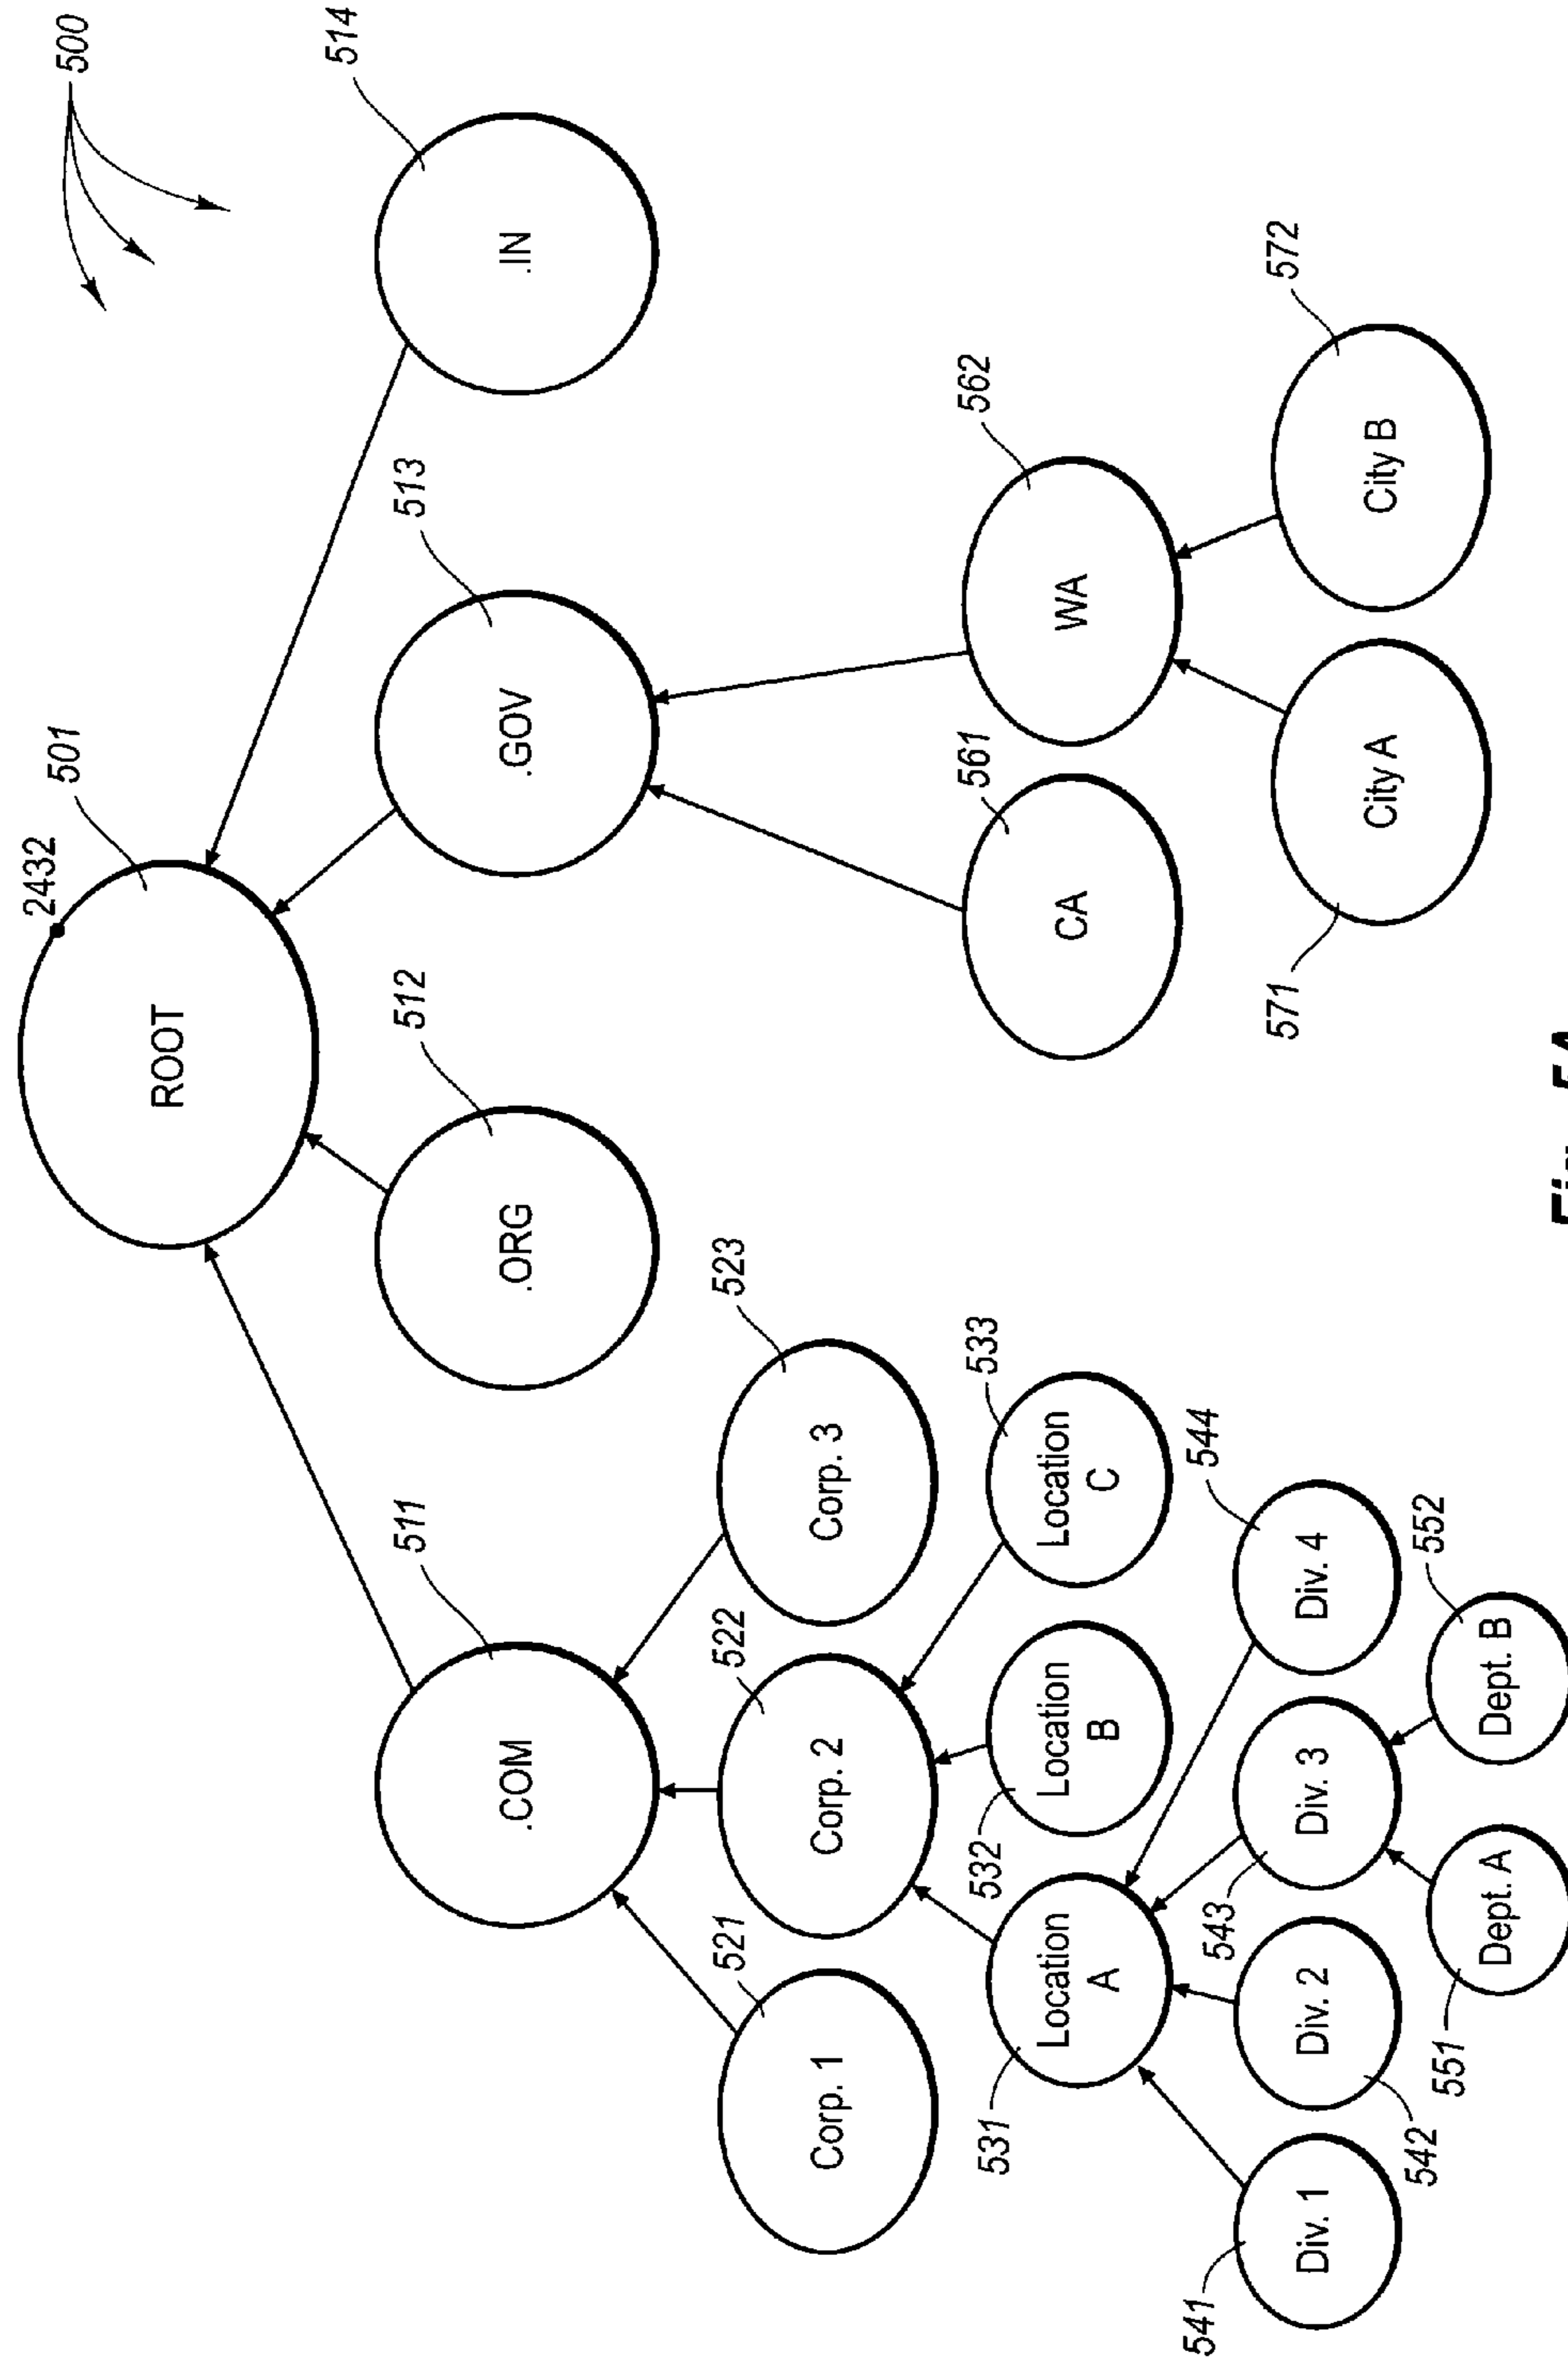 500
2432
501
ROOT
514
511
512
513
.COM
.ORG
.GOV
.IN
521
522
523
Corp. 1
Corp. 2
Corp. 3
531
532
533
561
562
Location
A
Location
B
Location
C
CA
WA
541
543
544
571
572
Div. 1
Div. 2
Div. 3
Div. 4
City A
City B
542
551
552
Dept. A
Dept. B
Fig. 5A